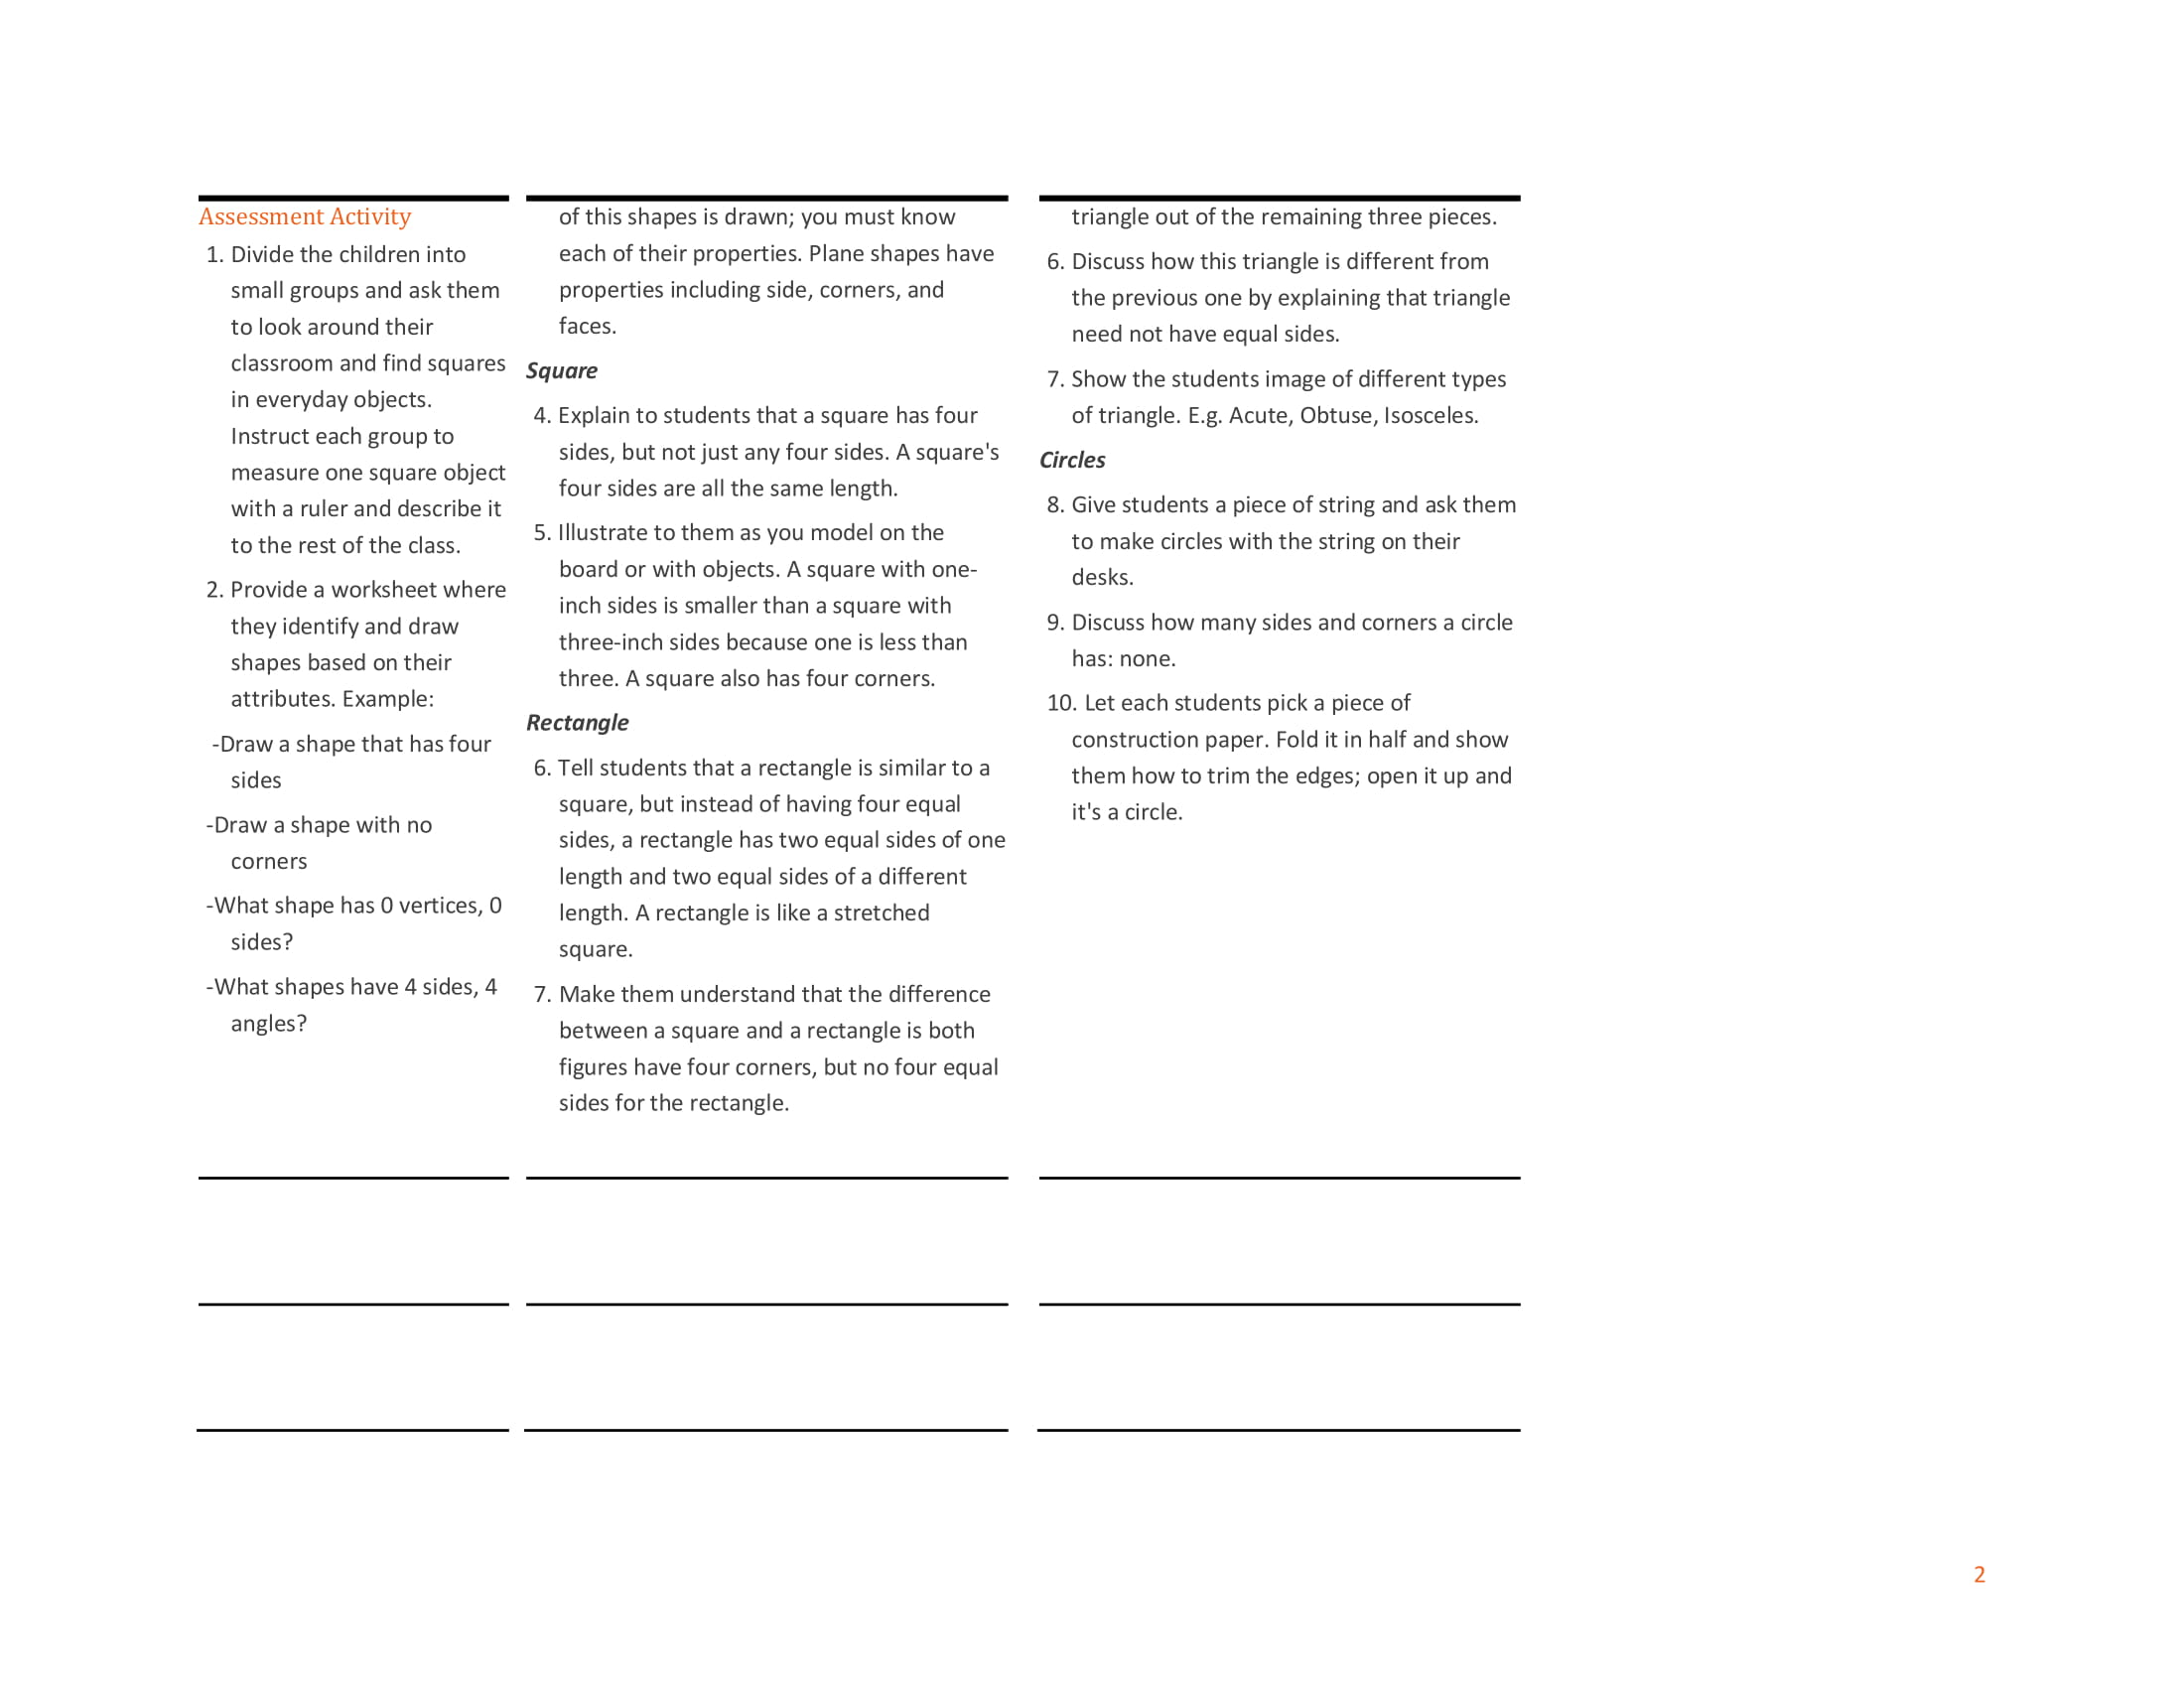 Assessment Activity
1. Divide the children into
small groups and ask them
to look around their
classroom and find squares
in everyday objects.
Instruct each group to
measure one square object
with a ruler and describe it
to the rest of the class.
2. Provide a worksheet where
they identify and draw
shapes based on their
attributes. Example:
-Draw a shape that has four
sides
-Draw a shape with no
corners
-What shape has 0 vertices, 0
sides?
-What shapes have 4 sides, 4
angles?
of this shapes is drawn; you must know
each of their properties. Plane shapes have
properties including side, corners, and
faces.
Square
4. Explain to students that a square has four
sides, but not just any four sides. A square's
four sides are all the same length.
5. Illustrate to them as you model on the
board or with objects. A square with one-
inch sides is smaller than a square with
three-inch sides because one is less than
three. A square also has four corners.
Rectangle
6. Tell students that a rectangle is similar to a
square, but instead of having four equal
sides, a rectangle has two equal sides of one
length and two equal sides of a different
length. A rectangle is like a stretched
square.
7. Make them understand that the difference
between a square and a rectangle is both
figures have four corners, but no four equal
sides for the rectangle.
triangle out of the remaining three pieces.
6. Discuss how this triangle is different from
the previous one by explaining that triangle
need not have equal sides.
7. Show the students image of different types
of triangle. E.g. Acute, Obtuse, Isosceles.
Circles
8. Give students a piece of string and ask them
to make circles with the string on their
desks.
9. Discuss how many sides and corners a circle
has: none.
10. Let each students pick a piece of
construction paper. Fold it in half and show
them how to trim the edges; open it up and
it's a circle.
2